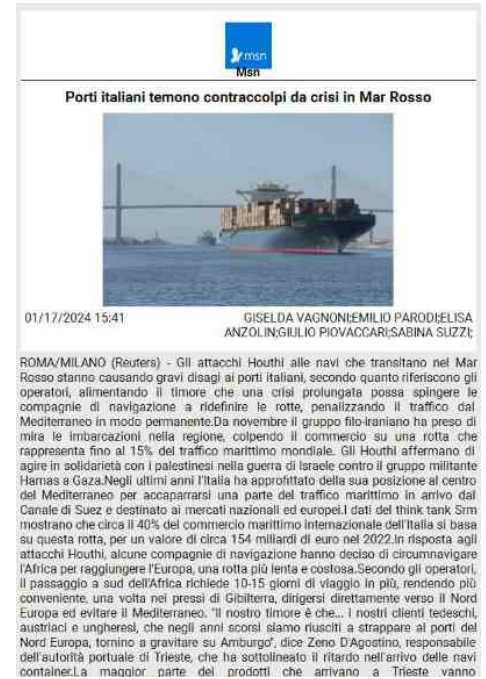 msn
Msn
Porti italiani temono contraccolpi da crisi in Mar Rosso
01/17/2024 15:41
GISELDA VAGNONI;EMILIO PARODI;ELISA
ANZOLIN;GIULIO PIOVACCARI;SABINA SUZZI;
ROMA/MILANO (Reuters) - Gli attacchi Houthi alle navi che transitano nel Mar
Rosso stanno causando gravi disagi ai porti italiani, secondo quanto riferiscono gli
operatori, alimentando il timore che una crisi prolungata possa spingere le
compagnie di navigazione a ridefinire le rotte, penalizzando il traffico dal
Mediterraneo in modo permanente.Da novembre il gruppo filo-iraniano ha preso di
mira le imbarcazioni nella regione, colpendo il commercio su una rotta che
rappresenta fino al 15% del traffico marittimo mondiale. Gli Houthi affermano di
agire in solidarietà con i palestinesi nella guerra di Israele contro il gruppo militante
Hamas a Gaza.Negli ultimi anni l'Italia ha approfittato della sua posizione al centro
del Mediterraneo per accaparrarsi una parte del traffico marittimo in arrivo dal
Canale di Suez e destinato ai mercati nazionali ed europei.I dati del think tank Srm
mostrano che circa il 40% del commercio marittimo internazionale dell'Italia si basa
su questa rotta, per un valore di circa 154 miliardi di euro nel 2022.In risposta agli
attacchi Houthi, alcune compagnie di navigazione hanno deciso di circumnavigare
l'Africa per raggiungere l'Europa, una rotta più lenta e costosa.Secondo gli operatori,
il passaggio a sud dell'Africa richiede 10-15 giorni di viaggio in più, rendendo più
conveniente, una volta nei pressi di Gibilterra, dirigersi direttamente verso il Nord
Europa ed evitare il Mediterraneo. "Il nostro timore è che... i nostri clienti tedeschi,
austriaci e ungheresi, che negli anni scorsi siamo riusciti a strappare ai porti del
Nord Europa, tornino a gravitare su Amburgo", dice Zeno D'Agostino, responsabile
dell'autorità portuale di Trieste, che ha sottolineato il ritardo nell'arrivo delle navi
container.La maggior parte dei prodotti che arrivano a Trieste vanno